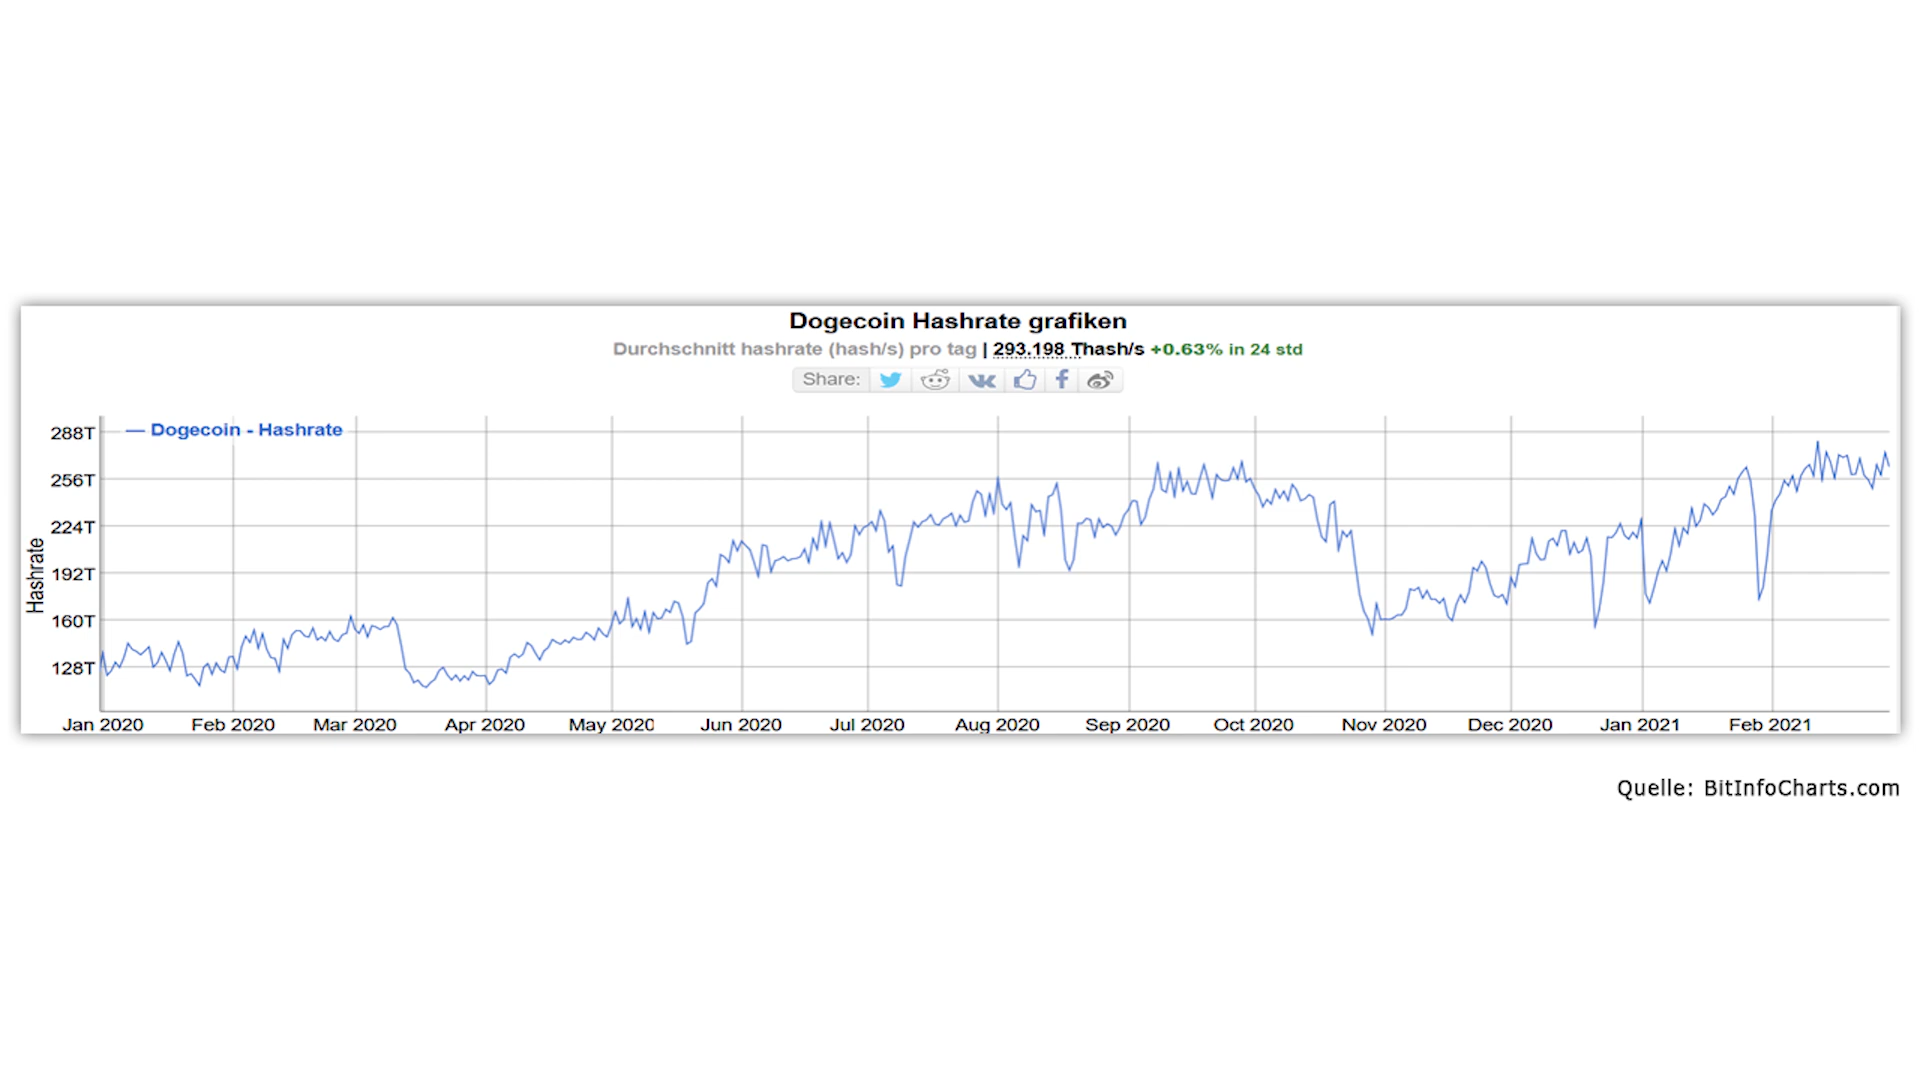 Dogecoin Hashrate grafiken
Durchschnitt hashrate (hash/s) pro tag | 293.198 Thash/s +0.63% in 24 std
Share:
Dogecoin - Hashrate
Hashrate
288T
256T
224T
192T
160T
128T
Jan 2020 Feb 2020 Mar 2020 Apr 2020 May 2020 Jun 2020 Jul 2020 Aug 2020 Sep 2020 Oct 2020 Nov 2020 Dec 2020 Jan 2021 Feb 2021
Quelle: BitInfoCharts.com